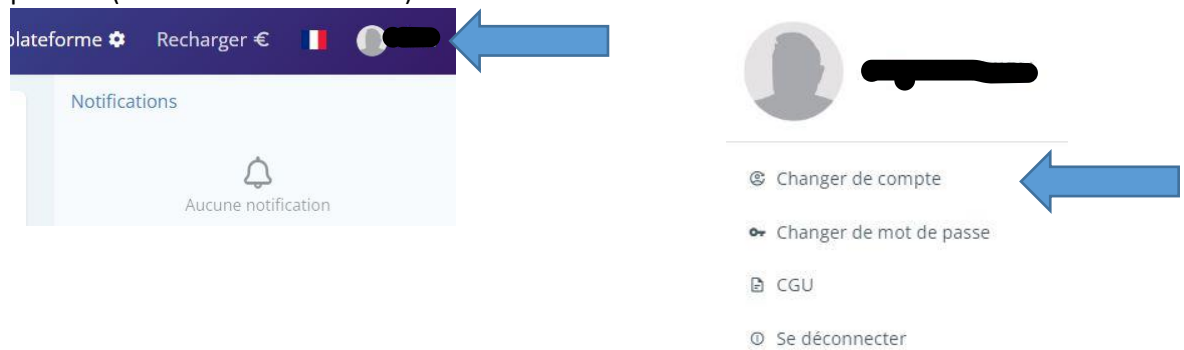 plateforme Recharger €
Notifications
Aucune notification
Changer de compte
Changer de mot de passe
CGU
Se déconnecter